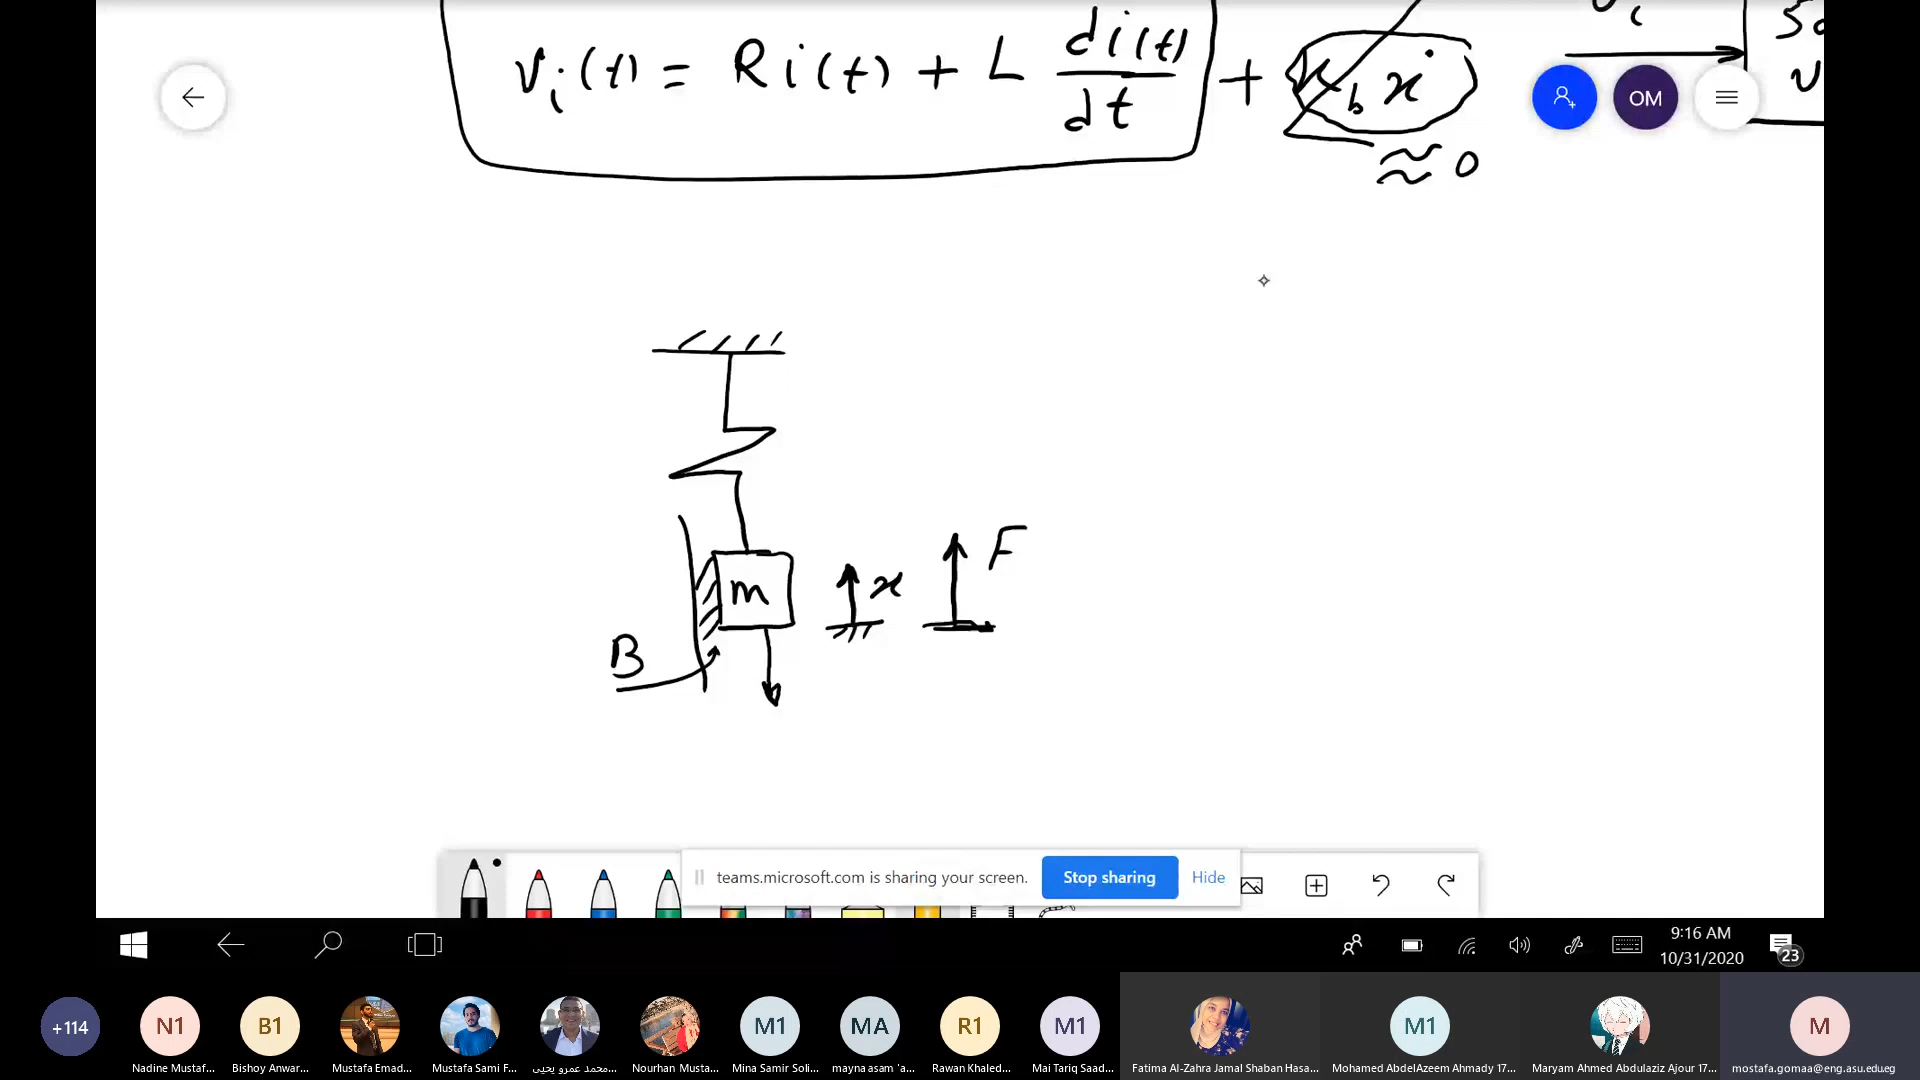 v_i(t) = R i(t) + L di(t)/dt + K_b ẋ
≈ 0
v_i
OM
m
x
F
B
teams.microsoft.com is sharing your screen.
Stop sharing
Hide
9:16 AM
10/31/2020
23
+114
N1
B1
M1
MA
R1
M1
M1
M
Nadine Mustaf...
Bishoy Anwar...
Mustafa Emad...
Mustafa Sami F...
محمد عمرو يحيى...
Nourhan Musta...
Mina Samir Soli...
mayna asam 'a...
Rawan Khaled...
Mai Tariq Saad...
Fatima Al-Zahra Jamal Shaban Hasa...
Mohamed AbdelAzeem Ahmady 17...
Maryam Ahmed Abdulaziz Ajour 17...
mostafa.gomaa@eng.asu.edu.eg